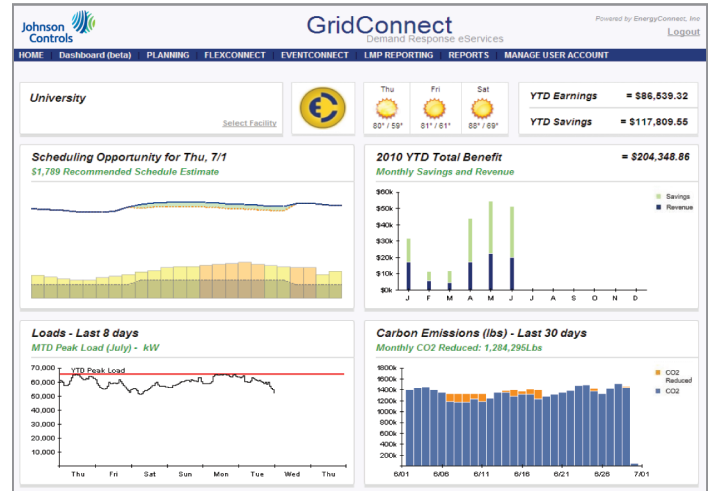 Johnson
Controls
GridConnect
Demand Response eServices
Powered by EnergyConnect, Inc
Logout
HOME Dashboard (beta) PLANNING FLEXCONNECT EVENTCONNECT LMP REPORTING REPORTS MANAGE USER ACCOUNT
University
Select Facility
Thu Fri Sat
80° / 59° 81° / 61° 88° / 69°
YTD Earnings = $86,539.32
YTD Savings = $117,809.55
Scheduling Opportunity for Thu, 7/1
$1,789 Recommended Schedule Estimate
2010 YTD Total Benefit = $204,348.86
Monthly Savings and Revenue
$60k
$50k
$40k
$30k
$20k
$10k
$0k
J F M A M J J A S O N D
Savings
Revenue
Loads - Last 8 days
MTD Peak Load (July) - kW
70,000
60,000
50,000
40,000
30,000
20,000
10,000
YTD Peak Load
Thu Fri Sat Sun Mon Tue Wed Thu
Carbon Emissions (lbs) - Last 30 days
Monthly CO2 Reduced: 1,284,295Lbs
1800k
1600k
1400k
1200k
1000k
800k
600k
400k
200k
6/01 6/06 6/11 6/16 6/21 6/26 7/01
CO2
Reduced
CO2